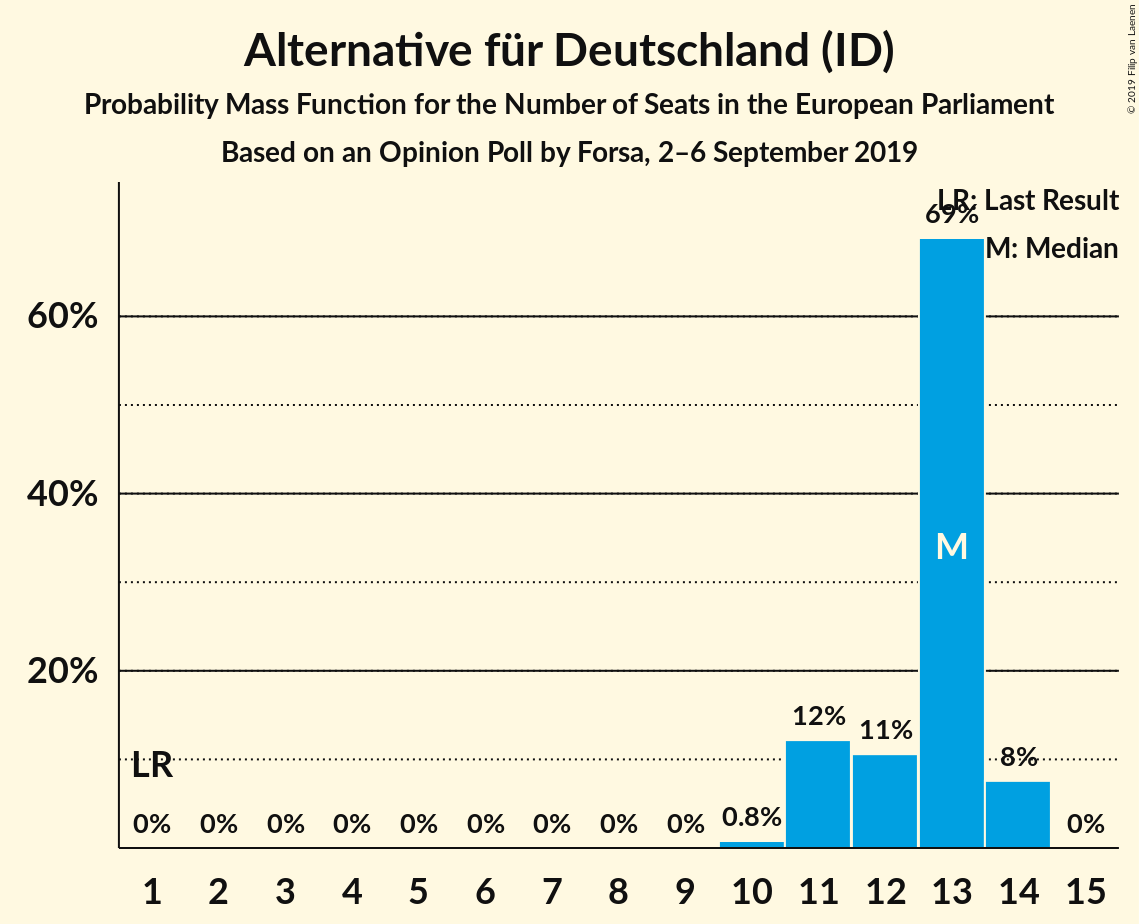 Alternative für Deutschland (ID)
Probability Mass Function for the Number of Seats in the European Parliament
Based on an Opinion Poll by Forsa, 2–6 September 2019
© 2019 Filip van Laenen
LR: Last Result
M: Median
69%
60%
40%
M
20%
12%
11%
8%
LR
0%
0%
0%
0%
0%
0%
0%
0%
0%
0.8%
0%
1 2 3 4 5 6 7 8 9 10 11 12 13 14 15